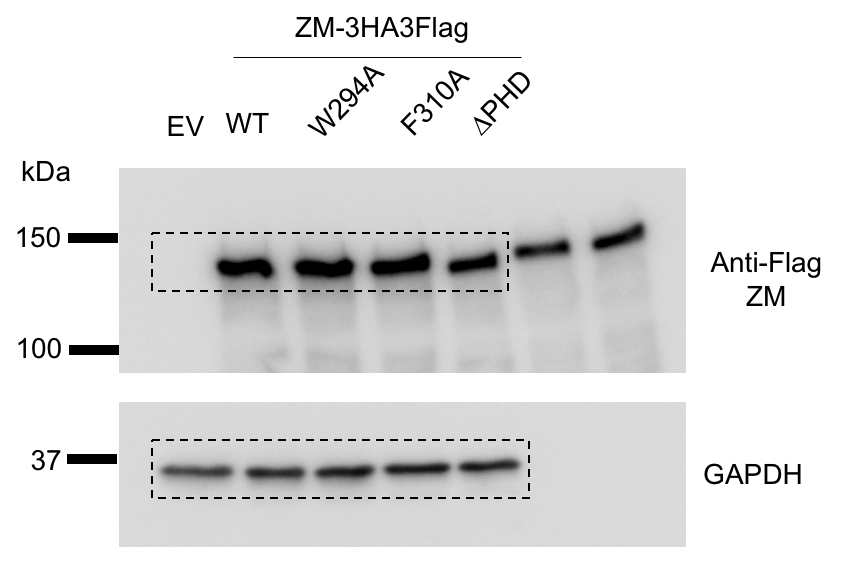 ZM-3HA3Flag
EV WT W294A F310A ΔPHD
kDa
150
Anti-Flag
ZM
100
37
GAPDH